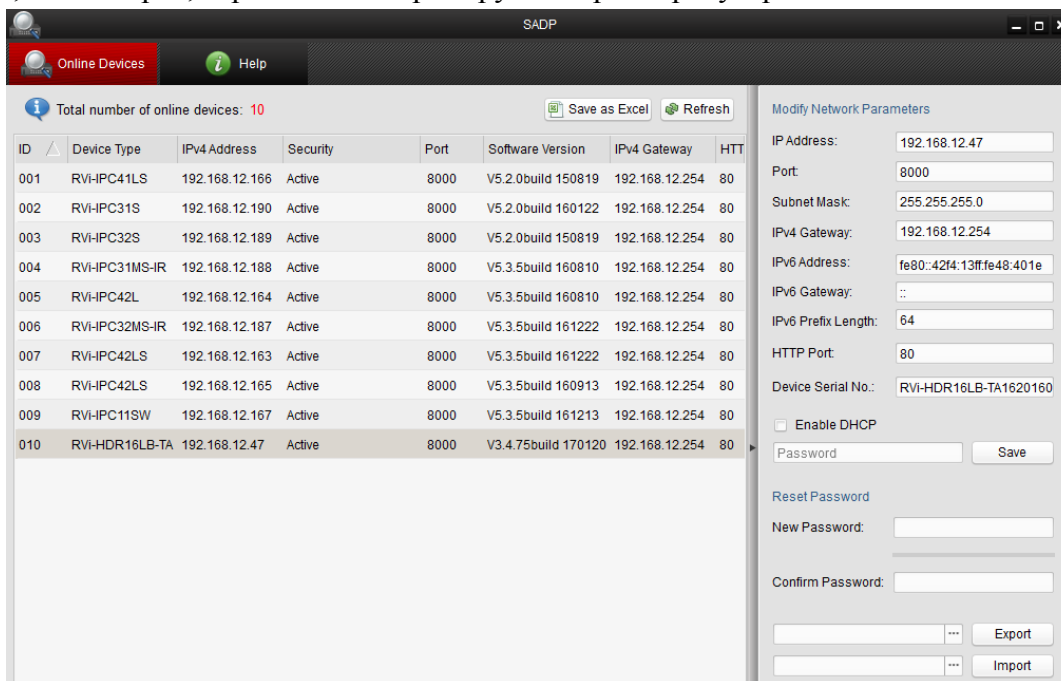 SADP
Online Devices
Help
Total number of online devices: 10
Save as Excel
Refresh
ID
Device Type
IPv4 Address
Security
Port
Software Version
IPv4 Gateway
HTT
001 RVi-IPC41LS 192.168.12.166 Active 8000 V5.2.0build 150819 192.168.12.254 80
002 RVi-IPC31S 192.168.12.190 Active 8000 V5.2.0build 160122 192.168.12.254 80
003 RVi-IPC32S 192.168.12.189 Active 8000 V5.2.0build 150819 192.168.12.254 80
004 RVi-IPC31MS-IR 192.168.12.188 Active 8000 V5.3.5build 160810 192.168.12.254 80
005 RVi-IPC42L 192.168.12.164 Active 8000 V5.3.5build 160810 192.168.12.254 80
006 RVi-IPC32MS-IR 192.168.12.187 Active 8000 V5.3.5build 161222 192.168.12.254 80
007 RVi-IPC42LS 192.168.12.163 Active 8000 V5.3.5build 161222 192.168.12.254 80
008 RVi-IPC42LS 192.168.12.165 Active 8000 V5.3.5build 160913 192.168.12.254 80
009 RVi-IPC11SW 192.168.12.167 Active 8000 V5.3.5build 161213 192.168.12.254 80
010 RVi-HDR16LB-TA 192.168.12.47 Active 8000 V3.4.75build 170120 192.168.12.254 80
Modify Network Parameters
IP Address: 192.168.12.47
Port: 8000
Subnet Mask: 255.255.255.0
IPv4 Gateway: 192.168.12.254
IPv6 Address: fe80::42f4:13ff:fe48:401e
IPv6 Gateway: ::
IPv6 Prefix Length: 64
HTTP Port: 80
Device Serial No.: RVi-HDR16LB-TA1620160
Enable DHCP
Password
Save
Reset Password
New Password:
Confirm Password:
Export
Import